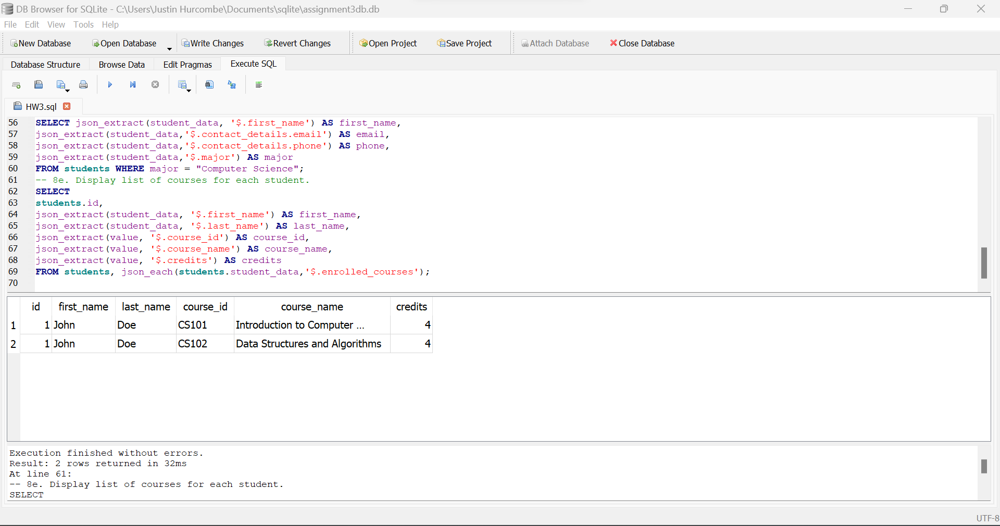 DB Browser for SQLite - C:\Users\Justin Hurcombe\Documents\sqlite\assignment3db.db
File Edit View Tools Help
New Database Open Database Write Changes Revert Changes Open Project Save Project Attach Database Close Database
Database Structure Browse Data Edit Pragmas Execute SQL
HW3.sql
56 SELECT json_extract(student_data, '$.first_name') AS first_name,
57 json_extract(student_data,'$.contact_details.email') AS email,
58 json_extract(student_data,'$.contact_details.phone') AS phone,
59 json_extract(student_data,'$.major') AS major
60 FROM students WHERE major = "Computer Science";
61 -- 8e. Display list of courses for each student.
62 SELECT
63 students.id,
64 json_extract(student_data, '$.first_name') AS first_name,
65 json_extract(student_data, '$.last_name') AS last_name,
66 json_extract(value, '$.course_id') AS course_id,
67 json_extract(value, '$.course_name') AS course_name,
68 json_extract(value, '$.credits') AS credits
69 FROM students, json_each(students.student_data,'$.enrolled_courses');
70
id first_name last_name course_id course_name credits
1 1 John Doe CS101 Introduction to Computer ... 4
2 1 John Doe CS102 Data Structures and Algorithms 4
Execution finished without errors.
Result: 2 rows returned in 32ms
At line 61:
-- 8e. Display list of courses for each student.
SELECT
UTF-8